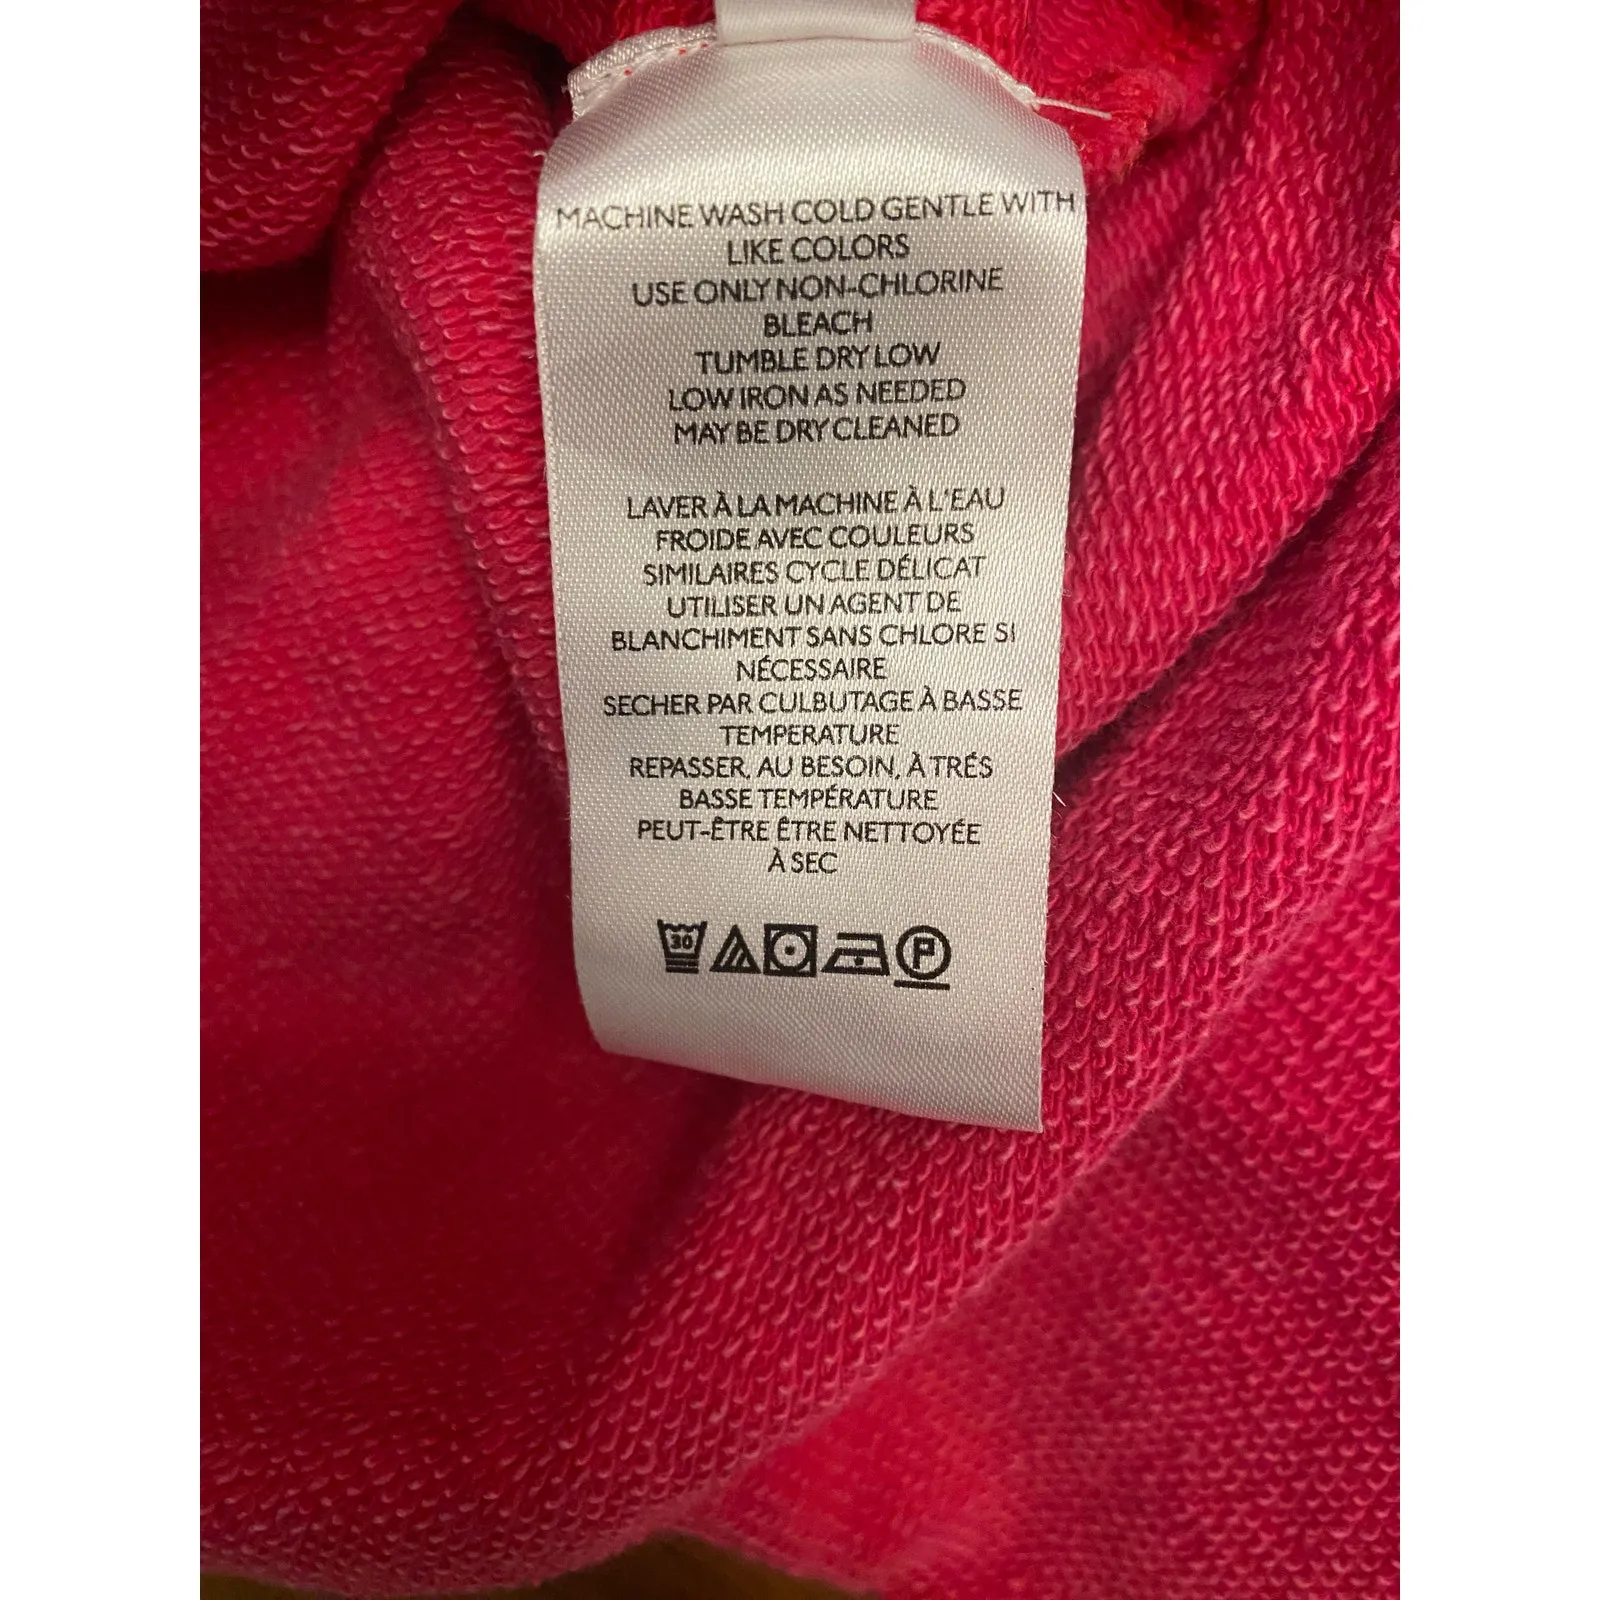 MACHINE WASH COLD GENTLE WITH
LIKE COLORS
USE ONLY NON-CHLORINE
BLEACH
TUMBLE DRY LOW
LOW IRON AS NEEDED
MAY BE DRY CLEANED
LAVER À LA MACHINE À L'EAU
FROIDE AVEC COULEURS
SIMILAIRES CYCLE DÉLICAT
UTILISER UN AGENT DE
BLANCHIMENT SANS CHLORE SI
NÉCESSAIRE
SECHER PAR CULBUTAGE À BASSE
TEMPERATURE
REPASSER, AU BESOIN, À TRÉS
BASSE TEMPÉRATURE
PEUT-ÊTRE ÊTRE NETTOYÉE
À SEC
30 P